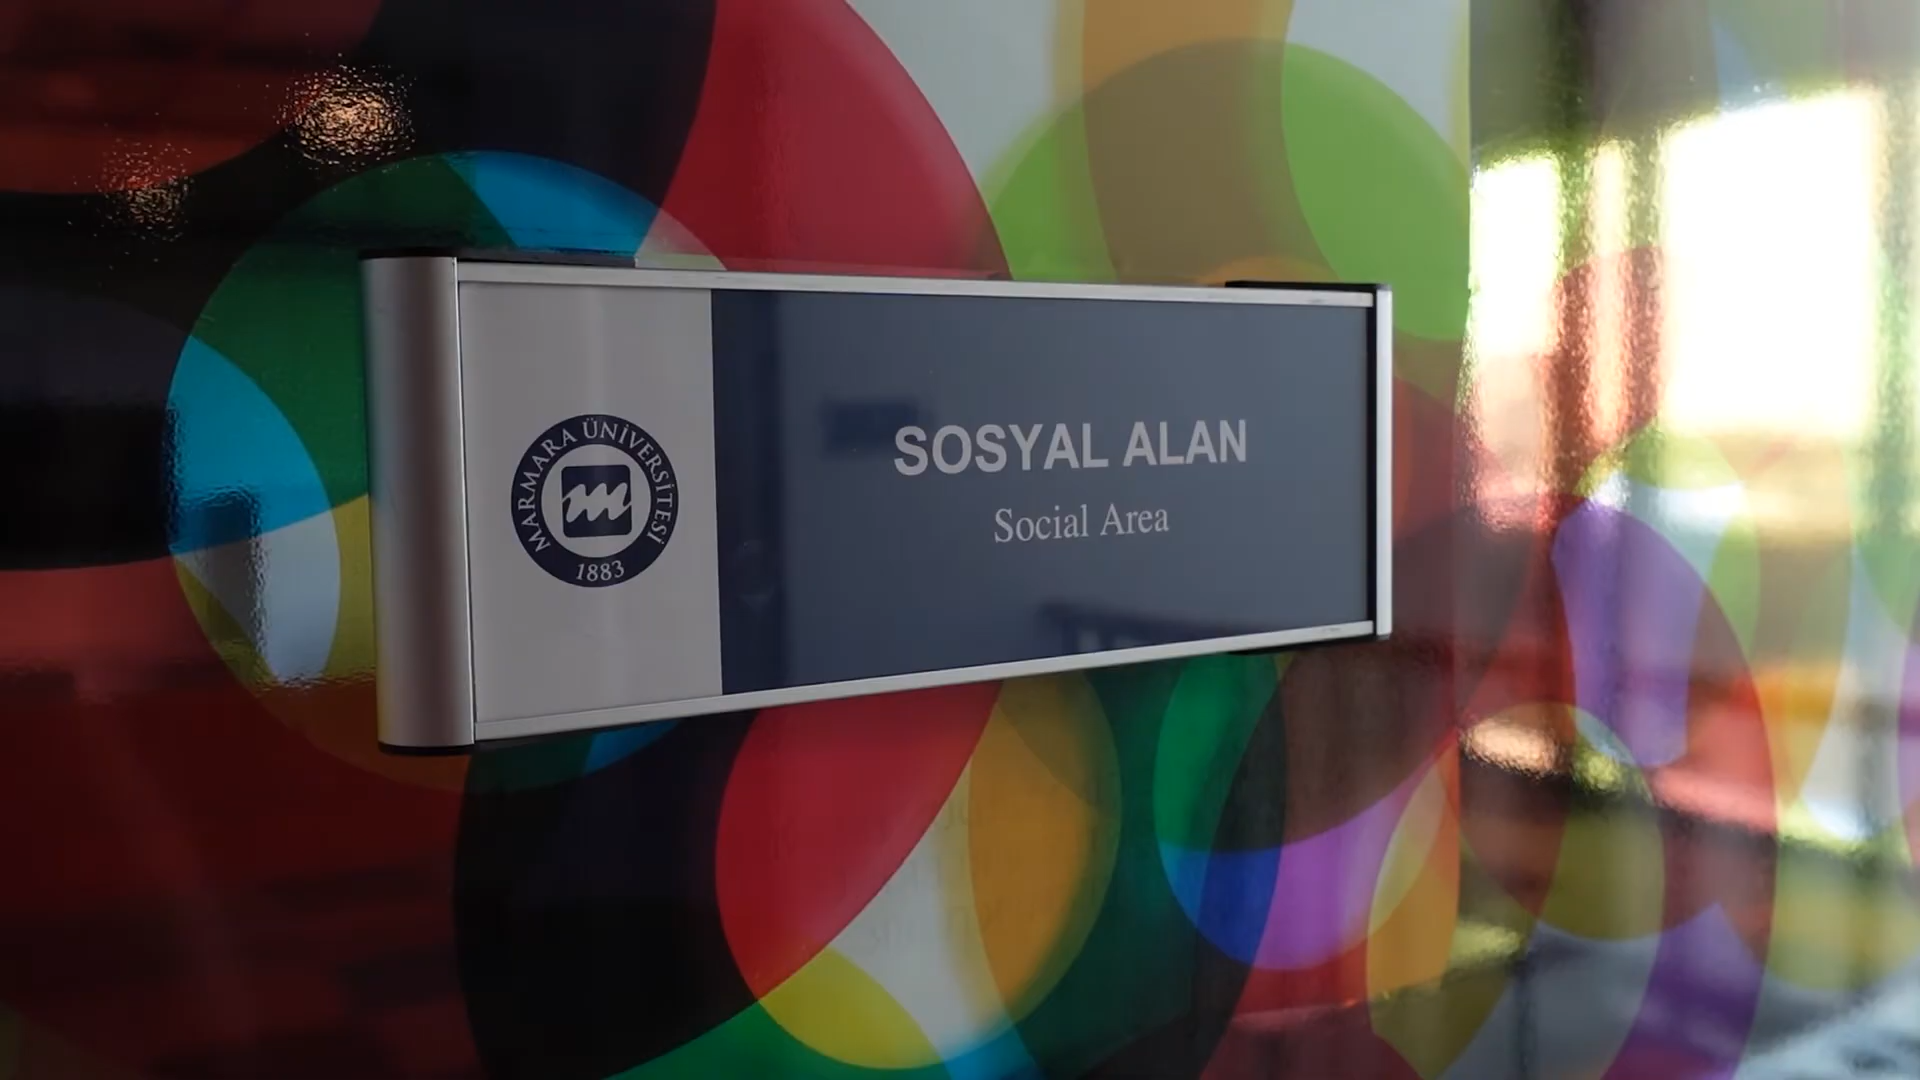 MARMARA ÜNİVERSİTESİ
m
1883
SOSYAL ALAN
Social Area